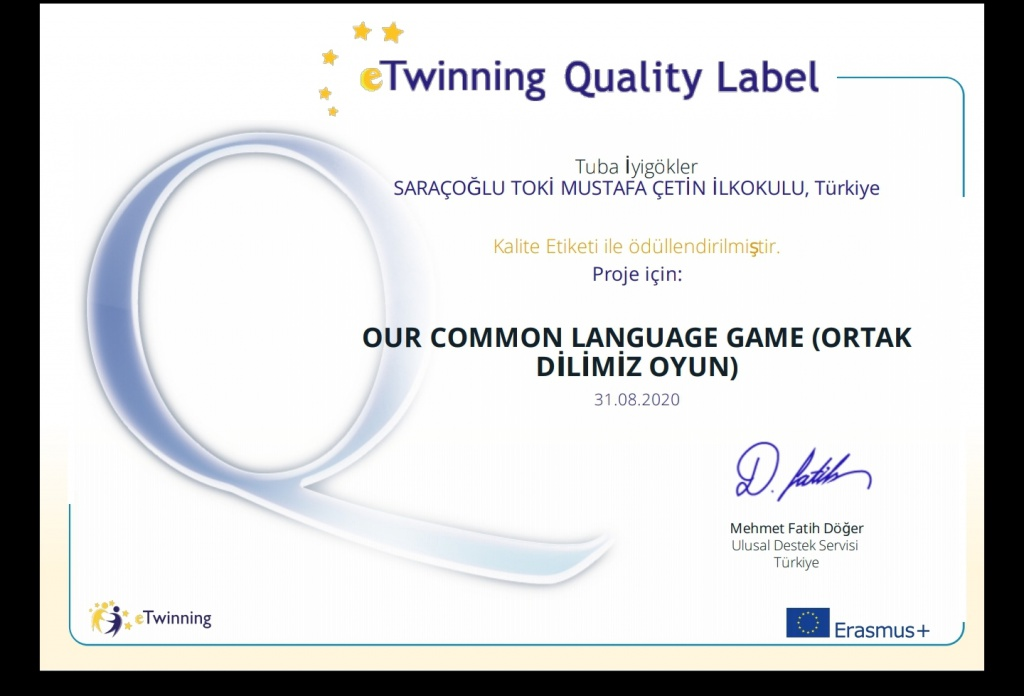 eTwinning Quality Label
Tuba İyigökler
SARAÇOĞLU TOKİ MUSTAFA ÇETİN İLKOKULU, Türkiye
Kalite Etiketi ile ödüllendirilmiştir.
Proje için:
OUR COMMON LANGUAGE GAME (ORTAK
DİLİMİZ OYUN)
31.08.2020
D. Fatih
Mehmet Fatih Döğer
Ulusal Destek Servisi
Türkiye
eTwinning
Erasmus+